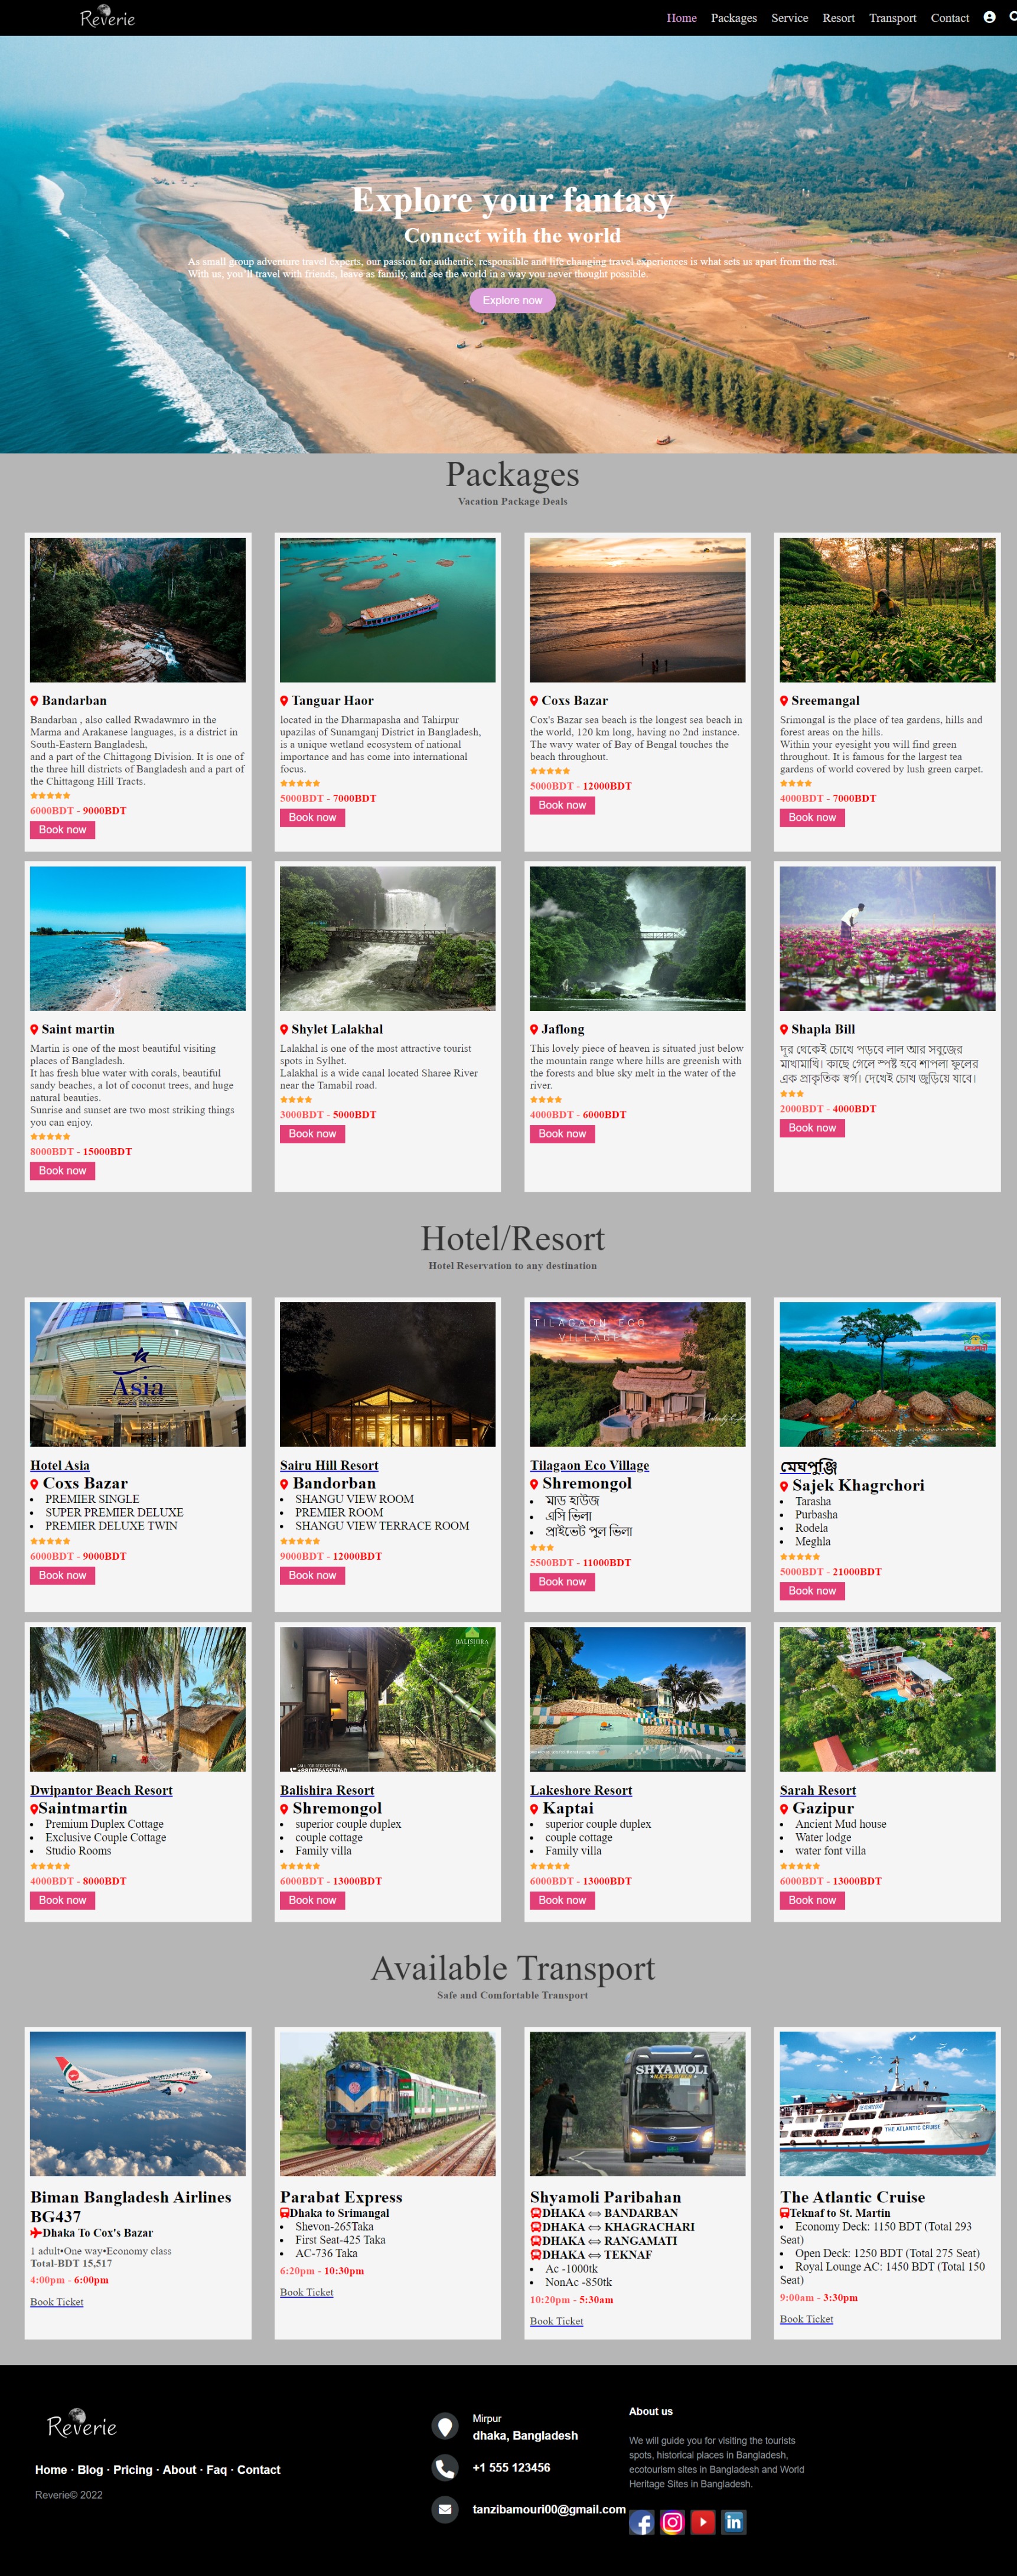 Reverie
Home Packages Service Resort Transport Contact
Explore your fantasy
Connect with the world
As small group adventure travel experts, our passion for authentic, responsible and life changing travel experiences is what sets us apart from the rest.
With us, you'll travel with friends, leave as family, and see the world in a way you never thought possible.
Explore now
Packages
Vacation Package Deals
Bandarban
Bandarban , also called Rwadawmro in the
Marma and Arakanese languages, is a district in
South-Eastern Bangladesh,
and a part of the Chittagong Division. It is one of
the three hill districts of Bangladesh and a part of
the Chittagong Hill Tracts.
6000BDT - 9000BDT
Book now
Tanguar Haor
located in the Dharmapasha and Tahirpur
upazilas of Sunamganj District in Bangladesh,
is a unique wetland ecosystem of national
importance and has come into international
focus.
5000BDT - 7000BDT
Book now
Coxs Bazar
Cox's Bazar sea beach is the longest sea beach in
the world, 120 km long, having no 2nd instance.
The wavy water of Bay of Bengal touches the
beach throughout.
5000BDT - 12000BDT
Book now
Sreemangal
Srimongal is the place of tea gardens, hills and
forest areas on the hills.
Within your eyesight you will find green
throughout. It is famous for the largest tea
gardens of world covered by lush green carpet.
4000BDT - 7000BDT
Book now
Saint martin
Martin is one of the most beautiful visiting
places of Bangladesh.
It has fresh blue water with corals, beautiful
sandy beaches, a lot of coconut trees, and huge
natural beauties.
Sunrise and sunset are two most striking things
you can enjoy.
8000BDT - 15000BDT
Book now
Shylet Lalakhal
Lalakhal is one of the most attractive tourist
spots in Sylhet.
Lalakhal is a wide canal located Sharee River
near the Tamabil road.
3000BDT - 5000BDT
Book now
Jaflong
This lovely piece of heaven is situated just below
the mountain range where hills are greenish with
the forests and blue sky melt in the water of the
river.
4000BDT - 6000BDT
Book now
Shapla Bill
দূর থেকেই চোখে পড়বে লাল আর সবুজের
মাখামাখি। কাছে গেলে স্পষ্ট হবে শাপলা ফুলের
এক প্রাকৃতিক স্বর্গ। দেখেই চোখ জুড়িয়ে যাবে।
2000BDT - 4000BDT
Book now
Hotel/Resort
Hotel Reservation to any destination
Asia
Hotel Asia
Coxs Bazar
PREMIER SINGLE
SUPER PREMIER DELUXE
PREMIER DELUXE TWIN
6000BDT - 9000BDT
Book now
Sairu Hill Resort
Bandorban
SHANGU VIEW ROOM
PREMIER ROOM
SHANGU VIEW TERRACE ROOM
9000BDT - 12000BDT
Book now
TILAGAON ECO
VILLAGE
Tilagaon Eco Village
Shremongol
মাড হাউজ
এসি ভিলা
প্রাইভেট পুল ভিলা
5500BDT - 11000BDT
Book now
মেঘপুঞ্জি
Sajek Khagrchori
Tarasha
Purbasha
Rodela
Meghla
5000BDT - 21000BDT
Book now
Dwipantor Beach Resort
Saintmartin
Premium Duplex Cottage
Exclusive Couple Cottage
Studio Rooms
4000BDT - 8000BDT
Book now
BALISHIRA
Balishira Resort
Shremongol
superior couple duplex
couple cottage
Family villa
6000BDT - 13000BDT
Book now
Lakeshore Resort
Kaptai
superior couple duplex
couple cottage
Family villa
6000BDT - 13000BDT
Book now
Sarah Resort
Gazipur
Ancient Mud house
Water lodge
water font villa
6000BDT - 13000BDT
Book now
Available Transport
Safe and Comfortable Transport
Biman Bangladesh Airlines
BG437
Dhaka To Cox's Bazar
1 adult•One way•Economy class
Total-BDT 15,517
4:00pm - 6:00pm
Book Ticket
Parabat Express
Dhaka to Srimangal
Shevon-265Taka
First Seat-425 Taka
AC-736 Taka
6:20pm - 10:30pm
Book Ticket
SHYAMOLI
Shyamoli Paribahan
DHAKA ⇔ BANDARBAN
DHAKA ⇔ KHAGRACHARI
DHAKA ⇔ RANGAMATI
DHAKA ⇔ TEKNAF
Ac -1000tk
NonAc -850tk
10:20pm - 5:30am
Book Ticket
THE ATLANTIC CRUISE
The Atlantic Cruise
Teknaf to St. Martin
Economy Deck: 1150 BDT (Total 293
Seat)
Open Deck: 1250 BDT (Total 275 Seat)
Royal Lounge AC: 1450 BDT (Total 150
Seat)
9:00am - 3:30pm
Book Ticket
Reverie
Home · Blog · Pricing · About · Faq · Contact
Reverie© 2022
Mirpur
dhaka, Bangladesh
+1 555 123456
tanzibamouri00@gmail.com
About us
We will guide you for visiting the tourists
spots, historical places in Bangladesh,
ecotourism sites in Bangladesh and World
Heritage Sites in Bangladesh.